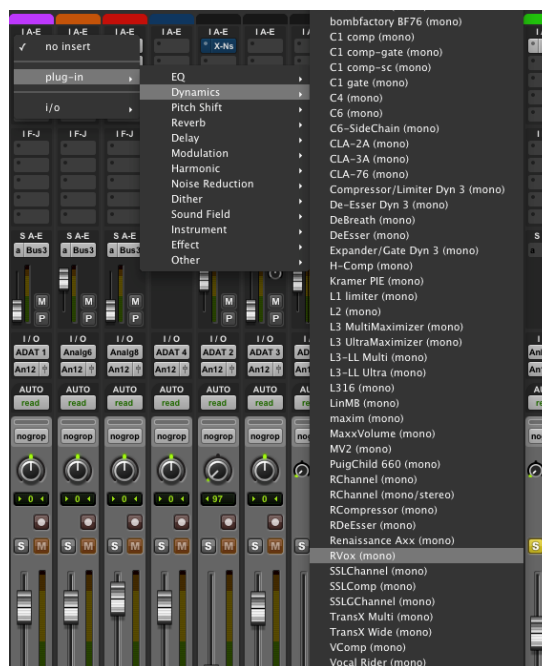 I A-E I A-E I A-E I A-E I A-E I A-E
✓ no insert
X-Ns
plug-in
i/o
EQ
Dynamics
Pitch Shift
Reverb
Delay
Modulation
Harmonic
Noise Reduction
Dither
Sound Field
Instrument
Effect
Other
bombfactory BF76 (mono)
C1 comp (mono)
C1 comp-gate (mono)
C1 comp-sc (mono)
C1 gate (mono)
C4 (mono)
C6 (mono)
C6-SideChain (mono)
CLA-2A (mono)
CLA-3A (mono)
CLA-76 (mono)
Compressor/Limiter Dyn 3 (mono)
De-Esser Dyn 3 (mono)
DeBreath (mono)
DeEsser (mono)
Expander/Gate Dyn 3 (mono)
H-Comp (mono)
Kramer PIE (mono)
L1 limiter (mono)
L2 (mono)
L3 MultiMaximizer (mono)
L3 UltraMaximizer (mono)
L3-LL Multi (mono)
L3-LL Ultra (mono)
L316 (mono)
LinMB (mono)
maxim (mono)
MaxxVolume (mono)
MV2 (mono)
PuigChild 660 (mono)
RChannel (mono)
RChannel (mono/stereo)
RCompressor (mono)
RDeEsser (mono)
Renaissance Axx (mono)
RVox (mono)
SSLChannel (mono)
SSLComp (mono)
SSLGChannel (mono)
TransX Multi (mono)
TransX Wide (mono)
VComp (mono)
Vocal Rider (mono)
I F-J I F-J I F-J
S A-E S A-E S A-E
a Bus3 a Bus3 a Bus3
M M M M M
P P P P P
I/O I/O I/O I/O I/O I/O
ADAT 1 Analg6 Analg8 ADAT 4 ADAT 2 ADAT 3
An12 An12 An12 An12 An12 An12
AUTO AUTO AUTO AUTO AUTO AUTO
read read read read read read
nogrop nogrop nogrop nogrop nogrop nogrop
0 0 0 97 0
S M S M S M S M S M S M S